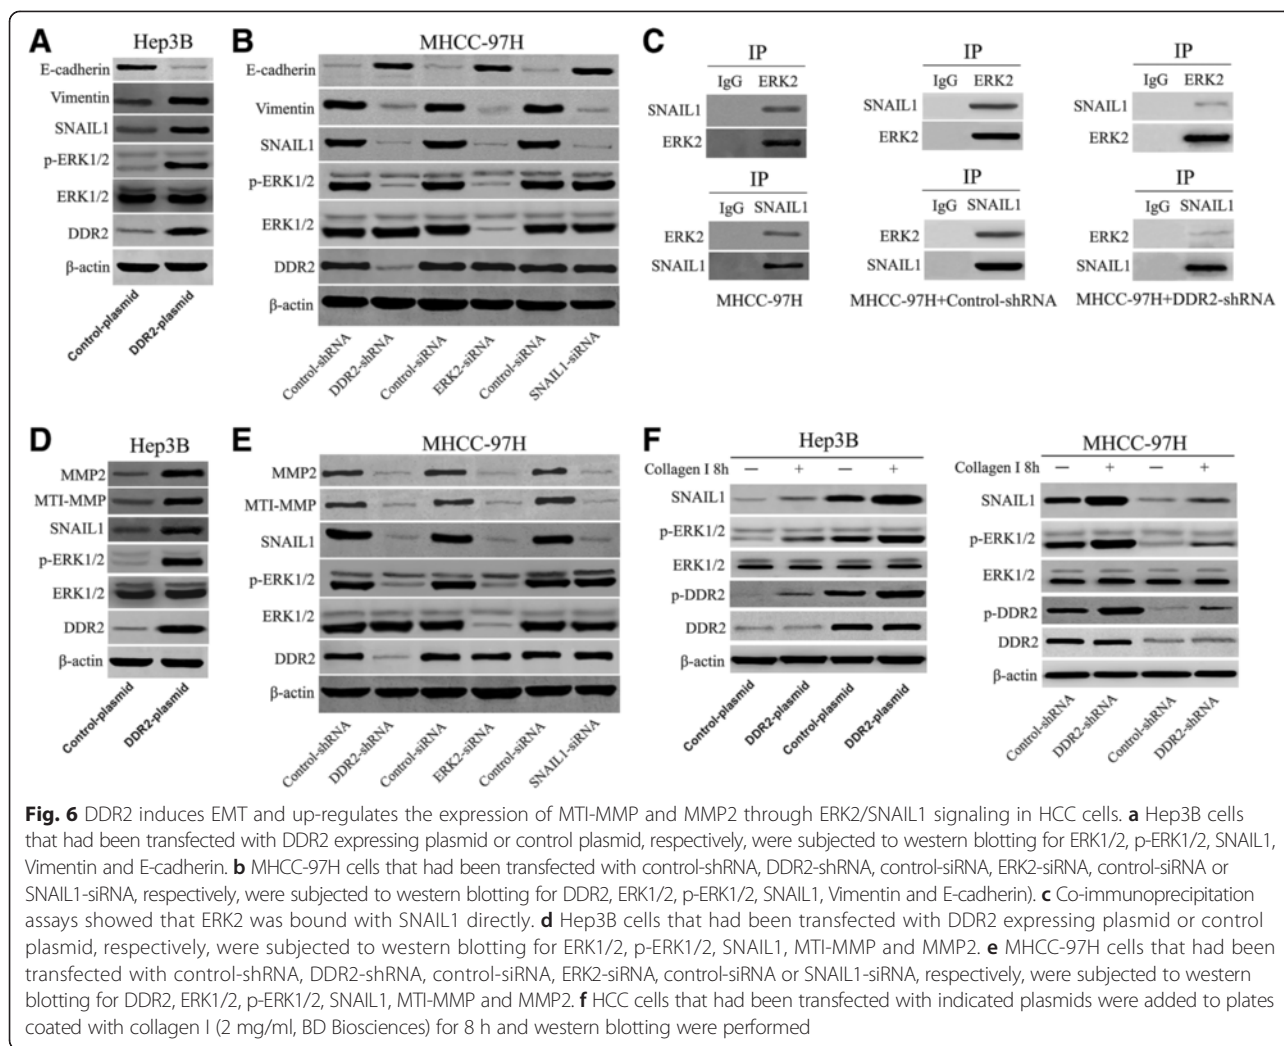 A
Hep3B
E-cadherin
Vimentin
SNAIL1
p-ERK1/2
ERK1/2
DDR2
β-actin
Control-plasmid
DDR2-plasmid
B
MHCC-97H
E-cadherin
Vimentin
SNAIL1
p-ERK1/2
ERK1/2
DDR2
β-actin
Control-shRNA
DDR2-shRNA
Control-siRNA
ERK2-siRNA
Control-siRNA
SNAIL1-siRNA
C
IP
IgG ERK2
SNAIL1
ERK2
IP
IgG SNAIL1
ERK2
SNAIL1
MHCC-97H
IP
IgG ERK2
SNAIL1
ERK2
IP
IgG SNAIL1
ERK2
SNAIL1
MHCC-97H+Control-shRNA
IP
IgG ERK2
SNAIL1
ERK2
IP
IgG SNAIL1
ERK2
SNAIL1
MHCC-97H+DDR2-shRNA
D
Hep3B
MMP2
MTI-MMP
SNAIL1
p-ERK1/2
ERK1/2
DDR2
β-actin
Control-plasmid
DDR2-plasmid
E
MHCC-97H
MMP2
MTI-MMP
SNAIL1
p-ERK1/2
ERK1/2
DDR2
β-actin
Control-shRNA
DDR2-shRNA
Control-siRNA
ERK2-siRNA
Control-siRNA
SNAIL1-siRNA
F
Hep3B
Collagen I 8h — + — +
SNAIL1
p-ERK1/2
ERK1/2
p-DDR2
DDR2
β-actin
Control-plasmid
DDR2-plasmid
Control-plasmid
DDR2-plasmid
MHCC-97H
Collagen I 8h — + — +
SNAIL1
p-ERK1/2
ERK1/2
p-DDR2
DDR2
β-actin
Control-shRNA
DDR2-shRNA
Control-shRNA
DDR2-shRNA
Fig. 6 DDR2 induces EMT and up-regulates the expression of MTI-MMP and MMP2 through ERK2/SNAIL1 signaling in HCC cells. a Hep3B cells
that had been transfected with DDR2 expressing plasmid or control plasmid, respectively, were subjected to western blotting for ERK1/2, p-ERK1/2, SNAIL1,
Vimentin and E-cadherin. b MHCC-97H cells that had been transfected with control-shRNA, DDR2-shRNA, control-siRNA, ERK2-siRNA, control-siRNA or
SNAIL1-siRNA, respectively, were subjected to western blotting for DDR2, ERK1/2, p-ERK1/2, SNAIL1, Vimentin and E-cadherin). c Co-immunoprecipitation
assays showed that ERK2 was bound with SNAIL1 directly. d Hep3B cells that had been transfected with DDR2 expressing plasmid or control
plasmid, respectively, were subjected to western blotting for ERK1/2, p-ERK1/2, SNAIL1, MTI-MMP and MMP2. e MHCC-97H cells that had been
transfected with control-shRNA, DDR2-shRNA, control-siRNA, ERK2-siRNA, control-siRNA or SNAIL1-siRNA, respectively, were subjected to western
blotting for DDR2, ERK1/2, p-ERK1/2, SNAIL1, MTI-MMP and MMP2. f HCC cells that had been transfected with indicated plasmids were added to plates
coated with collagen I (2 mg/ml, BD Biosciences) for 8 h and western blotting were performed